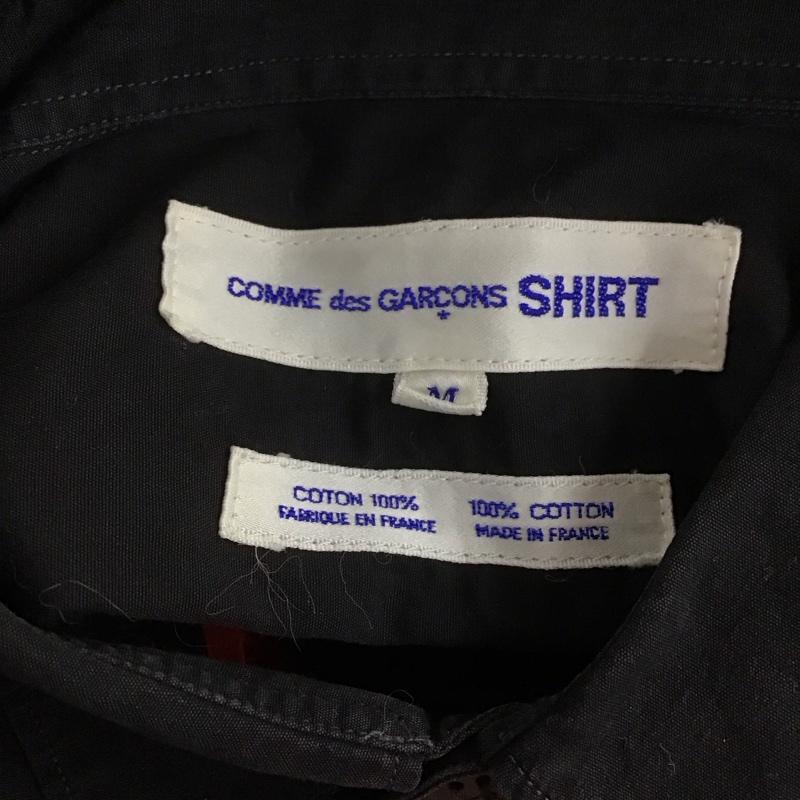 COMME des GARÇONS SHIRT
*
M
COTON 100%
FABRIQUE EN FRANCE
100% COTTON
MADE IN FRANCE